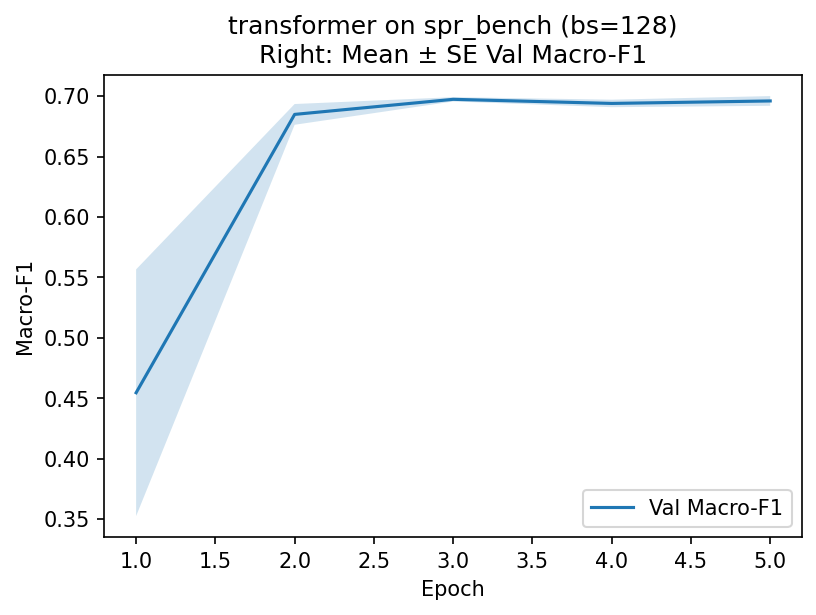 transformer on spr_bench (bs=128)
Right: Mean ± SE Val Macro-F1
Macro-F1
0.70
0.65
0.60
0.55
0.50
0.45
0.40
0.35
Val Macro-F1
1.0 1.5 2.0 2.5 3.0 3.5 4.0 4.5 5.0
Epoch